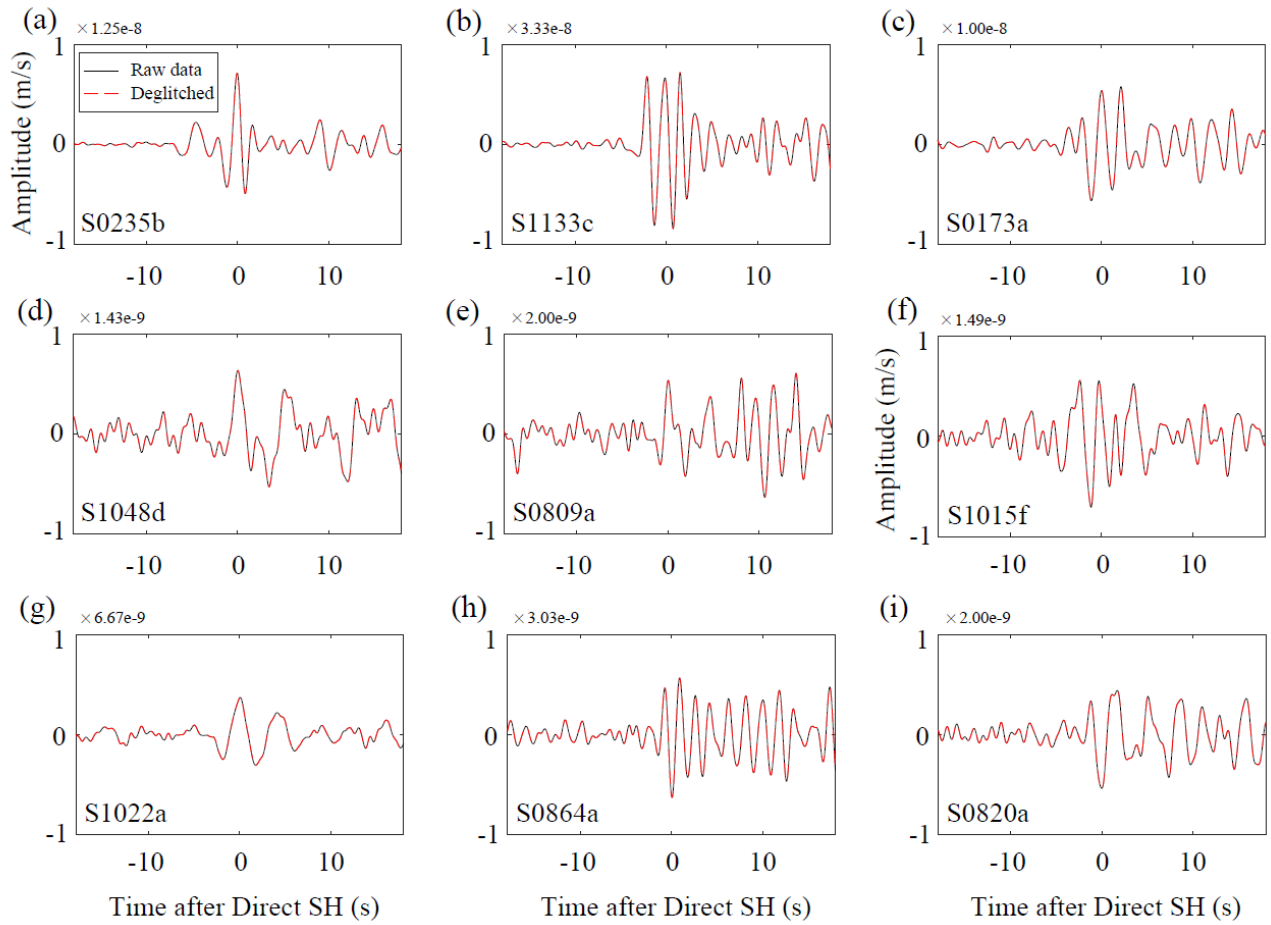 (a) ×1.25e-8
(b) ×3.33e-8
(c) ×1.00e-8
1
Raw data
Deglitched
0
-1
Amplitude (m/s)
S0235b
-10 0 10
1
0
-1
S1133c
-10 0 10
1
0
-1
S0173a
-10 0 10
(d) ×1.43e-9
(e) ×2.00e-9
(f) ×1.49e-9
1
0
-1
S1048d
-10 0 10
1
0
-1
S0809a
-10 0 10
1
0
-1
Amplitude (m/s)
S1015f
-10 0 10
(g) ×6.67e-9
(h) ×3.03e-9
(i) ×2.00e-9
1
0
-1
S1022a
-10 0 10
Time after Direct SH (s)
1
0
-1
S0864a
-10 0 10
Time after Direct SH (s)
1
0
-1
S0820a
-10 0 10
Time after Direct SH (s)